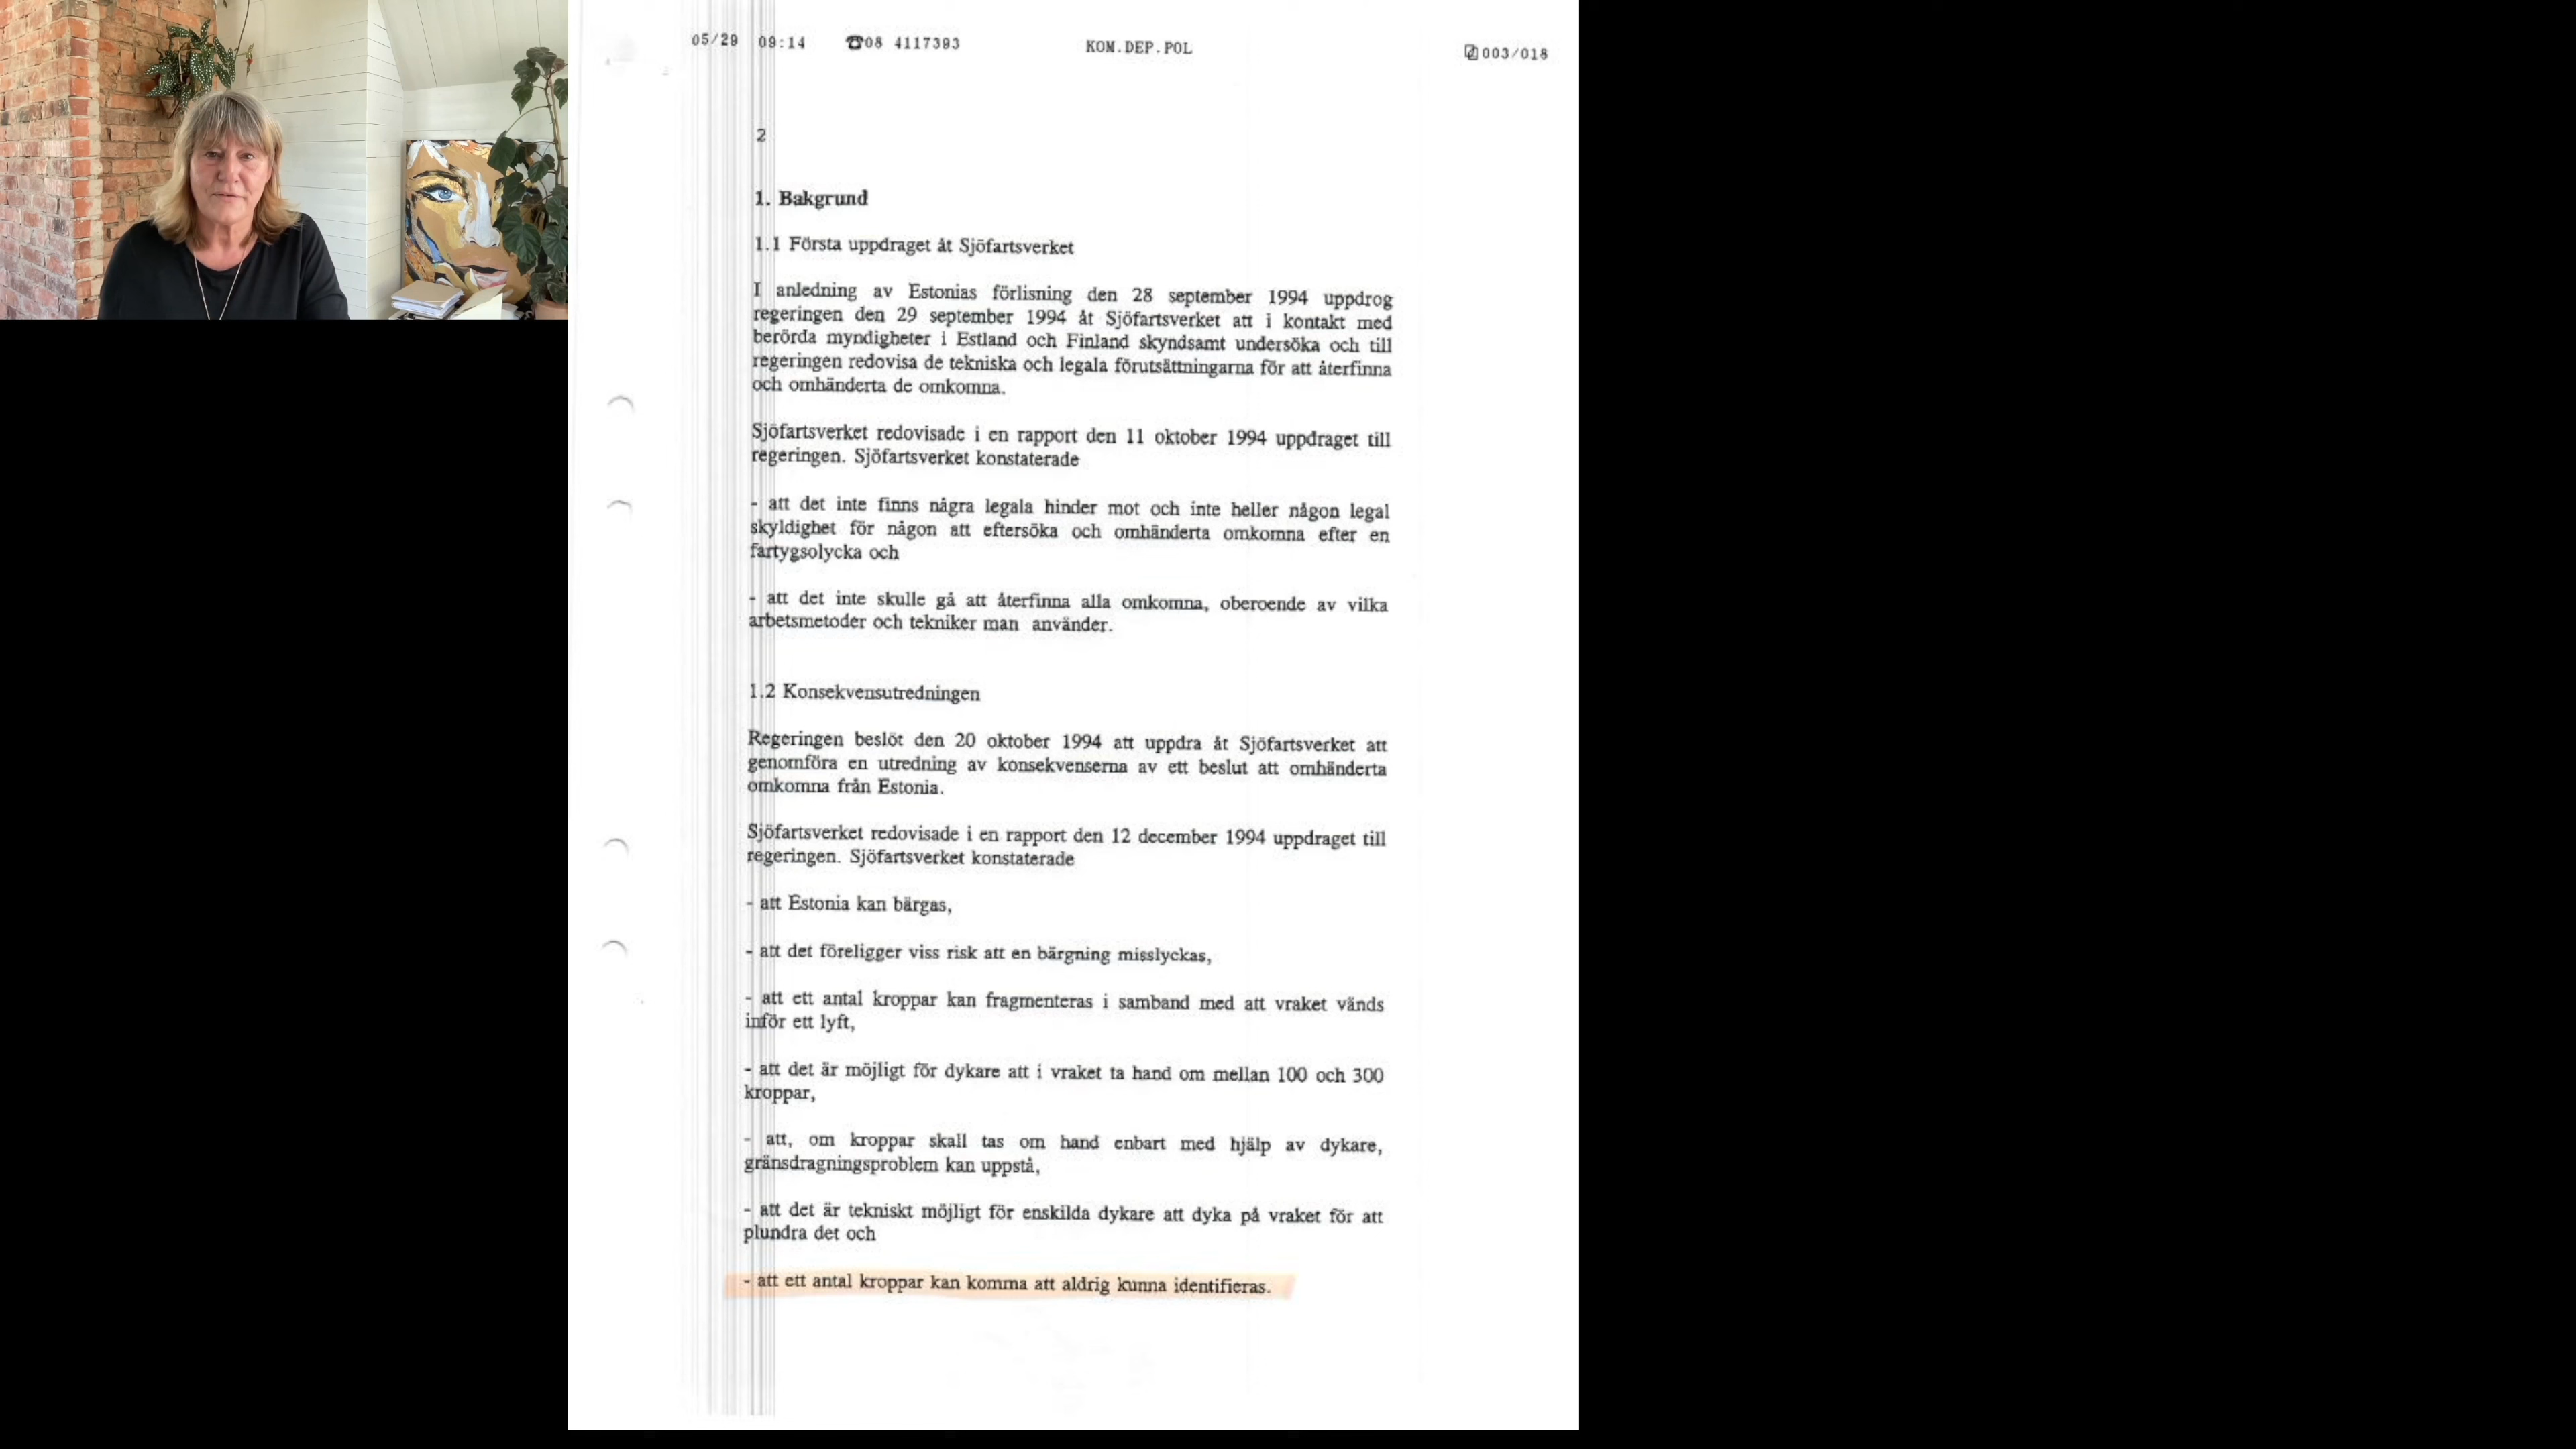 05/29 09:14 ☎08 4117393 KOM.DEP.POL 003/018
2
1. Bakgrund
1.1 Första uppdraget åt Sjöfartsverket
I anledning av Estonias förlisning den 28 september 1994 uppdrog
regeringen den 29 september 1994 åt Sjöfartsverket att i kontakt med
berörda myndigheter i Estland och Finland skyndsamt undersöka och till
regeringen redovisa de tekniska och legala förutsättningarna för att återfinna
och omhänderta de omkomna.
Sjöfartsverket redovisade i en rapport den 11 oktober 1994 uppdraget till
regeringen. Sjöfartsverket konstaterade
- att det inte finns några legala hinder mot och inte heller någon legal
skyldighet för någon att eftersöka och omhänderta omkomna efter en
fartygsolycka och
- att det inte skulle gå att återfinna alla omkomna, oberoende av vilka
arbetsmetoder och tekniker man använder.
1.2 Konsekvensutredningen
Regeringen beslöt den 20 oktober 1994 att uppdra åt Sjöfartsverket att
genomföra en utredning av konsekvenserna av ett beslut att omhänderta
omkomna från Estonia.
Sjöfartsverket redovisade i en rapport den 12 december 1994 uppdraget till
regeringen. Sjöfartsverket konstaterade
- att Estonia kan bärgas,
- att det föreligger viss risk att en bärgning misslyckas,
- att ett antal kroppar kan fragmenteras i samband med att vraket vänds
inför ett lyft,
- att det är möjligt för dykare att i vraket ta hand om mellan 100 och 300
kroppar,
- att, om kroppar skall tas om hand enbart med hjälp av dykare,
gränsdragningsproblem kan uppstå,
- att det är tekniskt möjligt för enskilda dykare att dyka på vraket för att
plundra det och
- att ett antal kroppar kan komma att aldrig kunna identifieras.